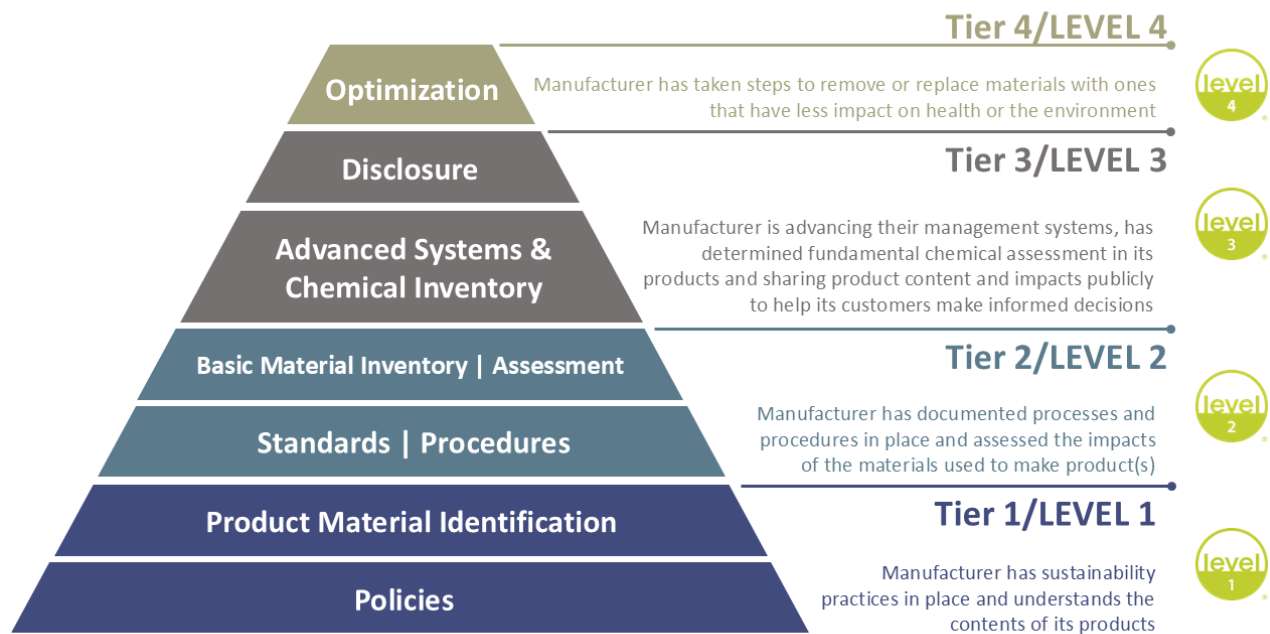 Tier 4/LEVEL 4
Optimization
Manufacturer has taken steps to remove or replace materials with ones
that have less impact on health or the environment
level
4
Disclosure
Tier 3/LEVEL 3
Advanced Systems &
Chemical Inventory
Manufacturer is advancing their management systems, has
determined fundamental chemical assessment in its
products and sharing product content and impacts publicly
to help its customers make informed decisions
level
3
Basic Material Inventory | Assessment
Tier 2/LEVEL 2
Standards | Procedures
Manufacturer has documented processes and
procedures in place and assessed the impacts
of the materials used to make product(s)
level
2
Product Material Identification
Tier 1/LEVEL 1
Policies
Manufacturer has sustainability
practices in place and understands the
contents of its products
level
1